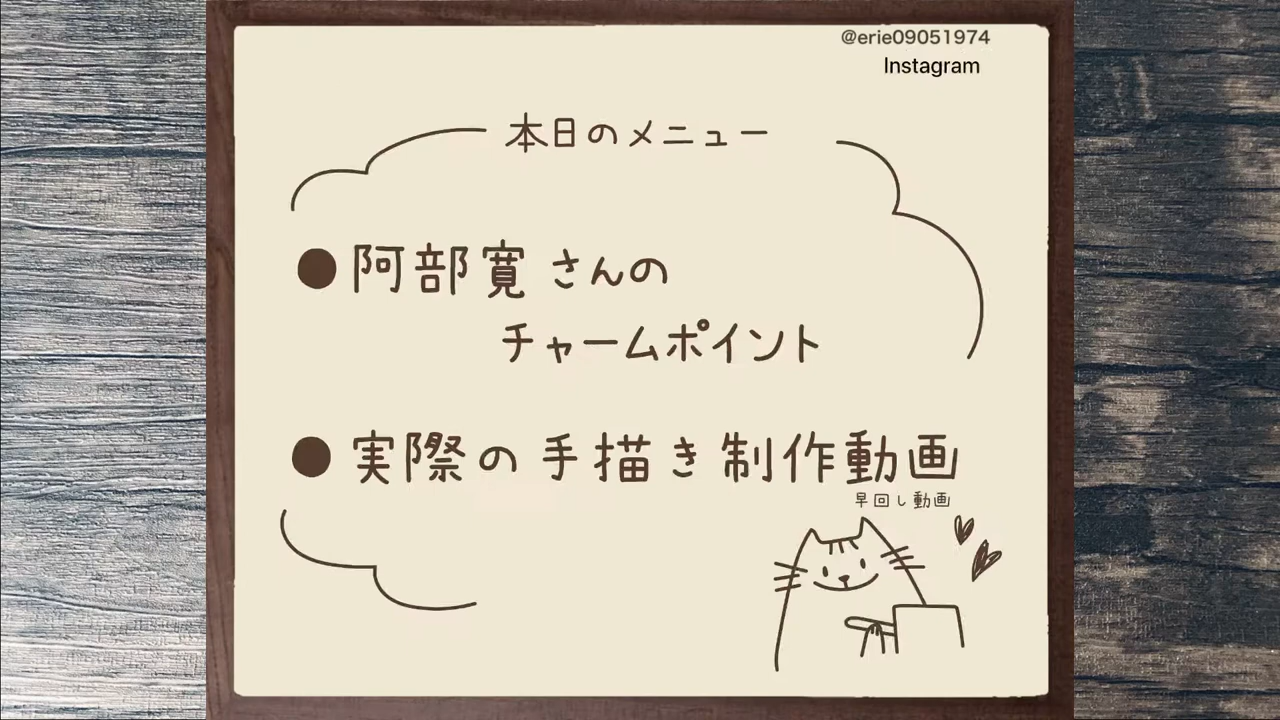 @erie09051974
Instagram
本日のメニュー
●阿部寛さんの
チャームポイント
●実際の手描き制作動画
早回し動画